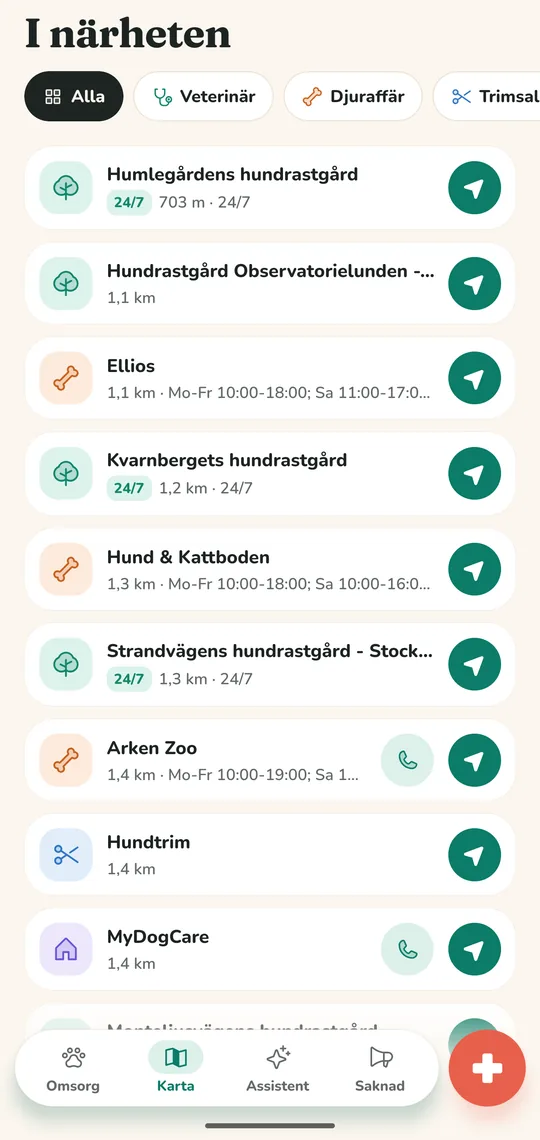 I närheten
Alla
Veterinär
Djuraffär
Trimsal
Humlegårdens hundrastgård
24/7 703 m · 24/7
Hundrastgård Observatorielunden -...
1,1 km
Ellios
1,1 km · Mo-Fr 10:00-18:00; Sa 11:00-17:0...
Kvarnbergets hundrastgård
24/7 1,2 km · 24/7
Hund & Kattboden
1,3 km · Mo-Fr 10:00-18:00; Sa 10:00-16:0...
Strandvägens hundrastgård - Stock...
24/7 1,3 km · 24/7
Arken Zoo
1,4 km · Mo-Fr 10:00-19:00; Sa 1...
Hundtrim
1,4 km
MyDogCare
1,4 km
hundrastgård
Omsorg
Karta
Assistent
Saknad